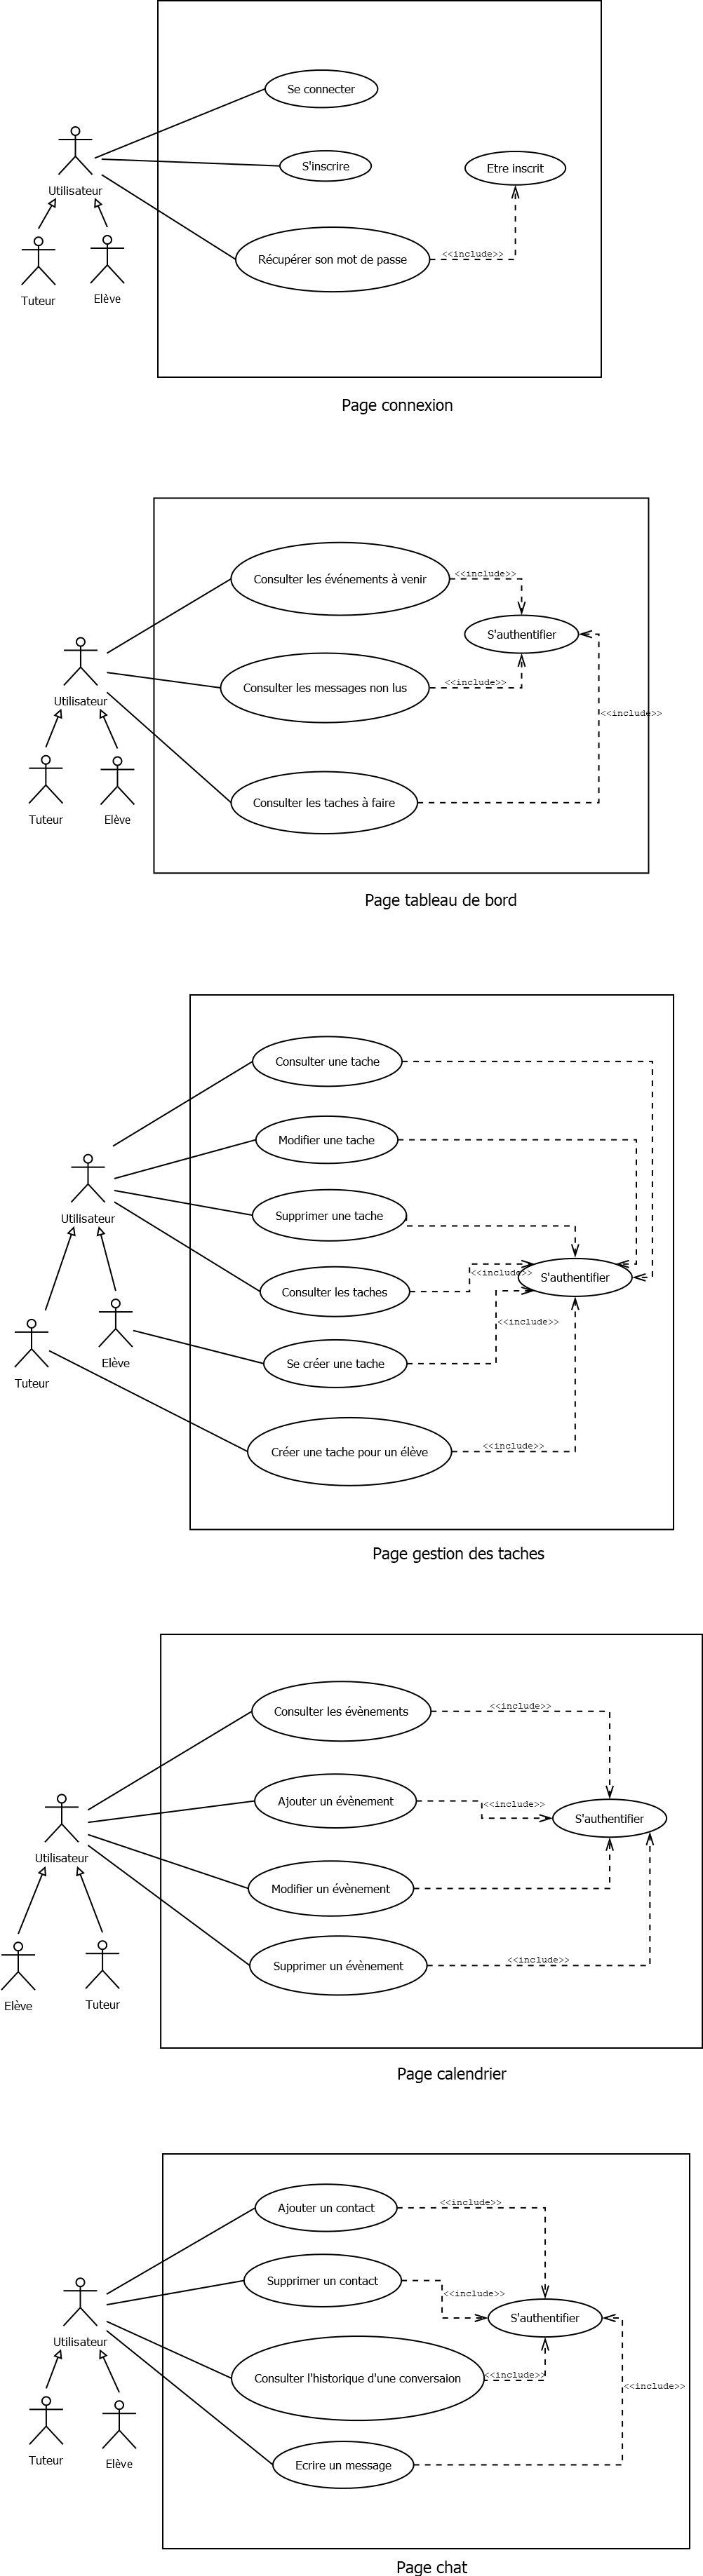 Se connecter
S'inscrire
Etre inscrit
Utilisateur
Récupérer son mot de passe
<<include>>
Tuteur
Elève
Page connexion
Consulter les événements à venir
<<include>>
S'authentifier
Consulter les messages non lus
<<include>>
Utilisateur
<<include>>
Consulter les taches à faire
Tuteur
Elève
Page tableau de bord
Consulter une tache
Modifier une tache
Supprimer une tache
Utilisateur
<<include>>
S'authentifier
Consulter les taches
<<include>>
Elève
Se créer une tache
Tuteur
Créer une tache pour un élève
<<include>>
Page gestion des taches
Consulter les évènements
<<include>>
Ajouter un évènement
<<include>>
S'authentifier
Utilisateur
Modifier un évènement
Supprimer un évènement
<<include>>
Elève
Tuteur
Page calendrier
Ajouter un contact
<<include>>
Supprimer un contact
<<include>>
S'authentifier
Utilisateur
Consulter l'historique d'une conversaion
<<include>>
<<include>>
Tuteur
Elève
Ecrire un message
Page chat